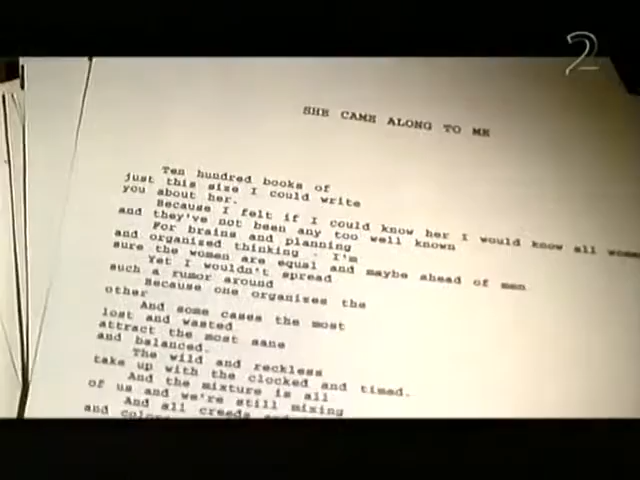 2
SHE CAME ALONG TO ME
Ten hundred books of
just this size I could write
you about her.
Because I felt if I could know her I would know all women
and they've not been any too well known
For brains and planning
and organized thinking - I'm
sure the women are equal and maybe ahead of men
Yet I wouldn't spread
such a rumor around
Because one organizes the
other
And some cases the most
lost and wasted
attract the most sane
and balanced.
The wild and reckless
take up with the clocked and timed.
And the mixture is all
of us and we're still mixing
And all creeds
and